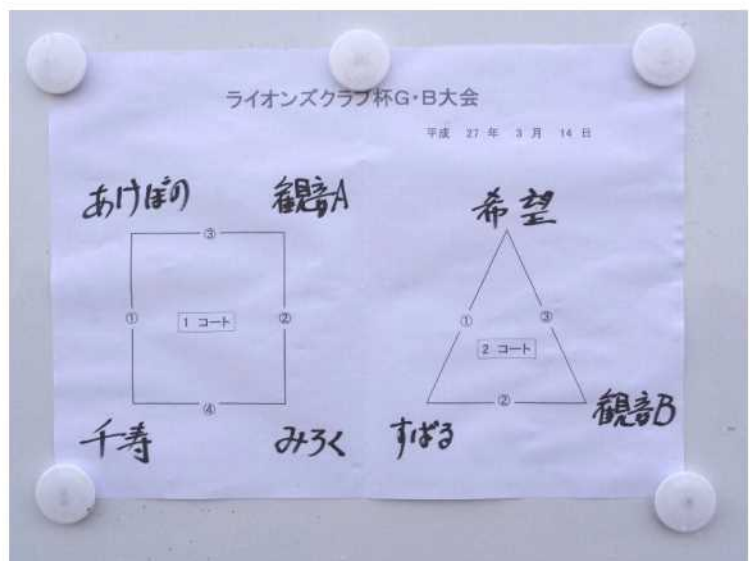 ライオンズクラブ杯G・B大会
平成 27 年 3 月 14 日
あけぼの 観音A
③
① 1 コート ②
④
千寿 みろく
希望
① ③
2 コート
②
すばる 観音B